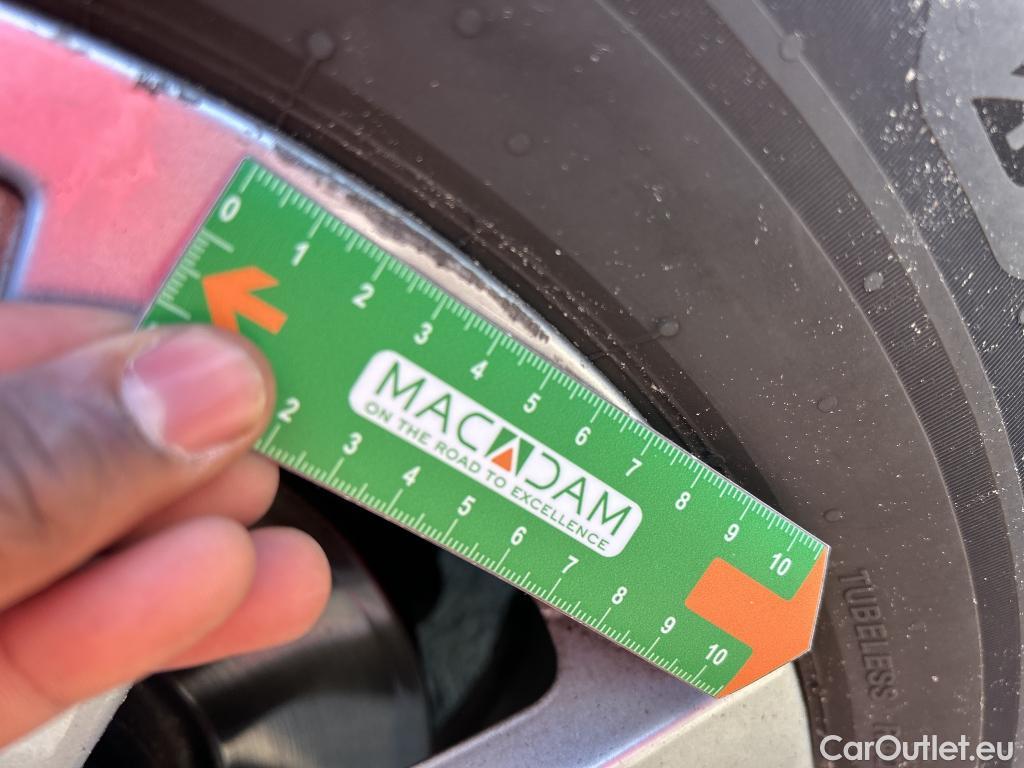 0 1 2 3 4 5 6 7 8 9 10
MACADAM
ON THE ROAD TO EXCELLENCE
2 3 4 5 6 7 8 9 10
TUBELESS
CarOutlet.eu